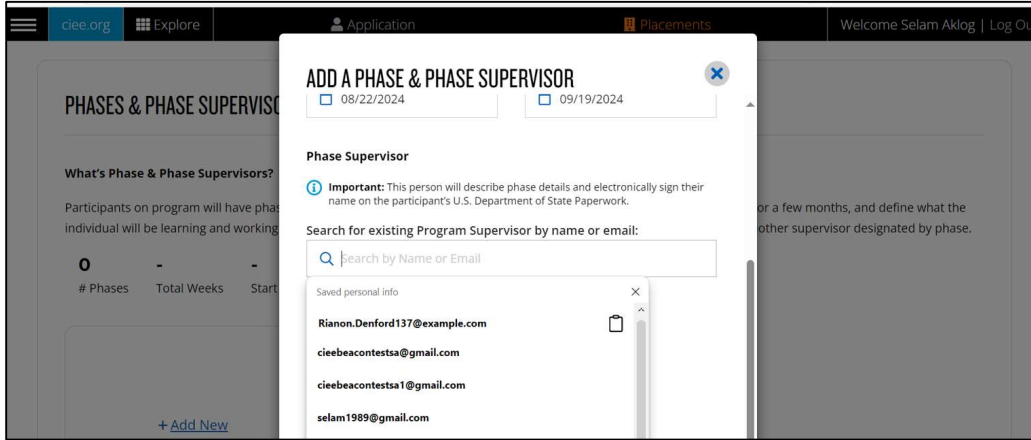 ciee.org Explore Application Placements Welcome Selam Aklog | Log Ou
ADD A PHASE & PHASE SUPERVISOR
08/22/2024 09/19/2024
PHASES & PHASE SUPERVISO
Phase Supervisor
What's Phase & Phase Supervisors?
Important: This person will describe phase details and electronically sign their
name on the participant's U.S. Department of State Paperwork.
Participants on program will have phas
or a few months, and define what the
individual will be learning and working
other supervisor designated by phase.
Search for existing Program Supervisor by name or email:
Search by Name or Email
0 - -
# Phases Total Weeks Start
Saved personal info
Rianon.Denford137@example.com
cieebeacontestsa@gmail.com
cieebeacontestsa1@gmail.com
selam1989@gmail.com
+ Add New